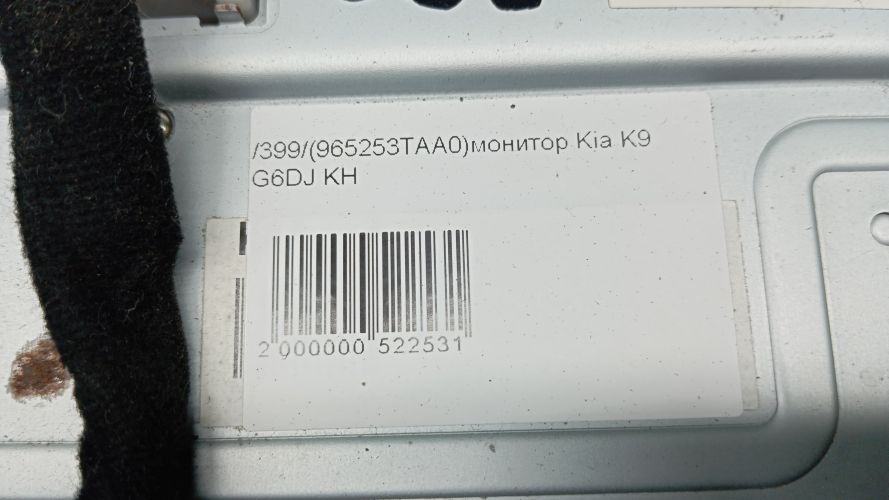 /399/(965253TAA0)монитор Kia K9
G6DJ KH
2 000000 522531